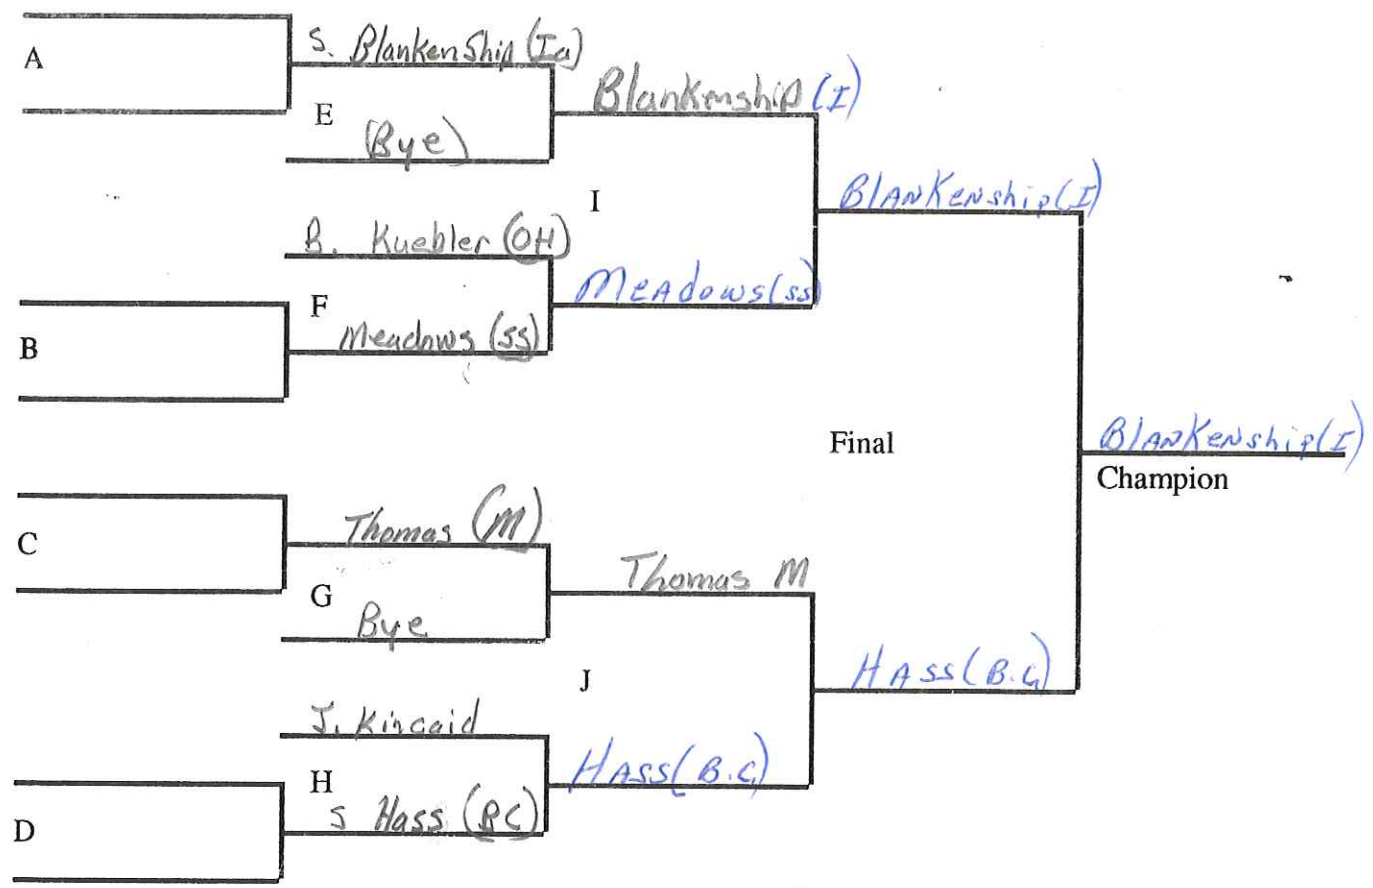 A
S. Blankenship (Ia)
E
(Bye)
Blankenship (I)
I
R. Kuebler (OH)
F
Meadows (SS)
Meadows (SS)
B
Blankenship (I)
Final
Blankenship (I)
Champion
C
Thomas (M)
G
Bye
Thomas M
J
Hass (B.C)
J. Kincaid
H
S Hass (BC)
Hass (B.C)
D